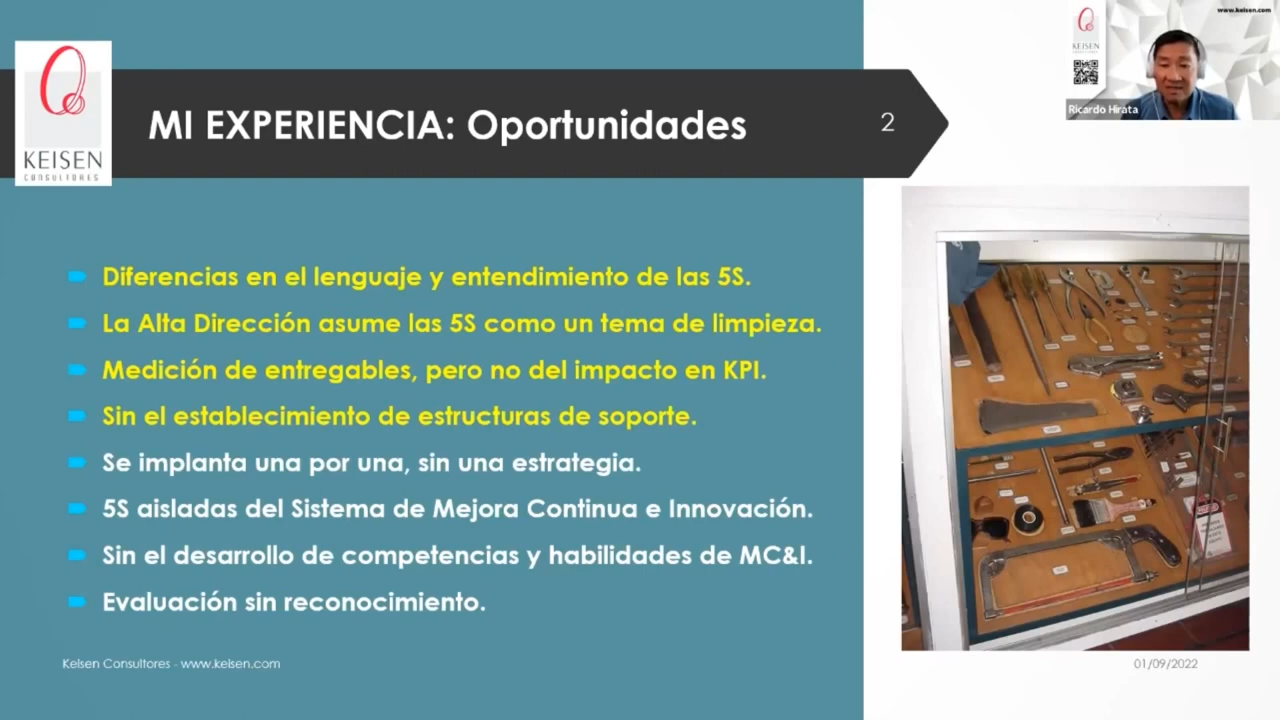 KEISEN
CONSULTORES
MI EXPERIENCIA: Oportunidades
2
www.keisen.com
KEISEN
Ricardo Hirata
Diferencias en el lenguaje y entendimiento de las 5S.
La Alta Dirección asume las 5S como un tema de limpieza.
Medición de entregables, pero no del impacto en KPI.
Sin el establecimiento de estructuras de soporte.
Se implanta una por una, sin una estrategia.
5S aisladas del Sistema de Mejora Continua e Innovación.
Sin el desarrollo de competencias y habilidades de MC&I.
Evaluación sin reconocimiento.
Keisen Consultores - www.keisen.com
01/09/2022